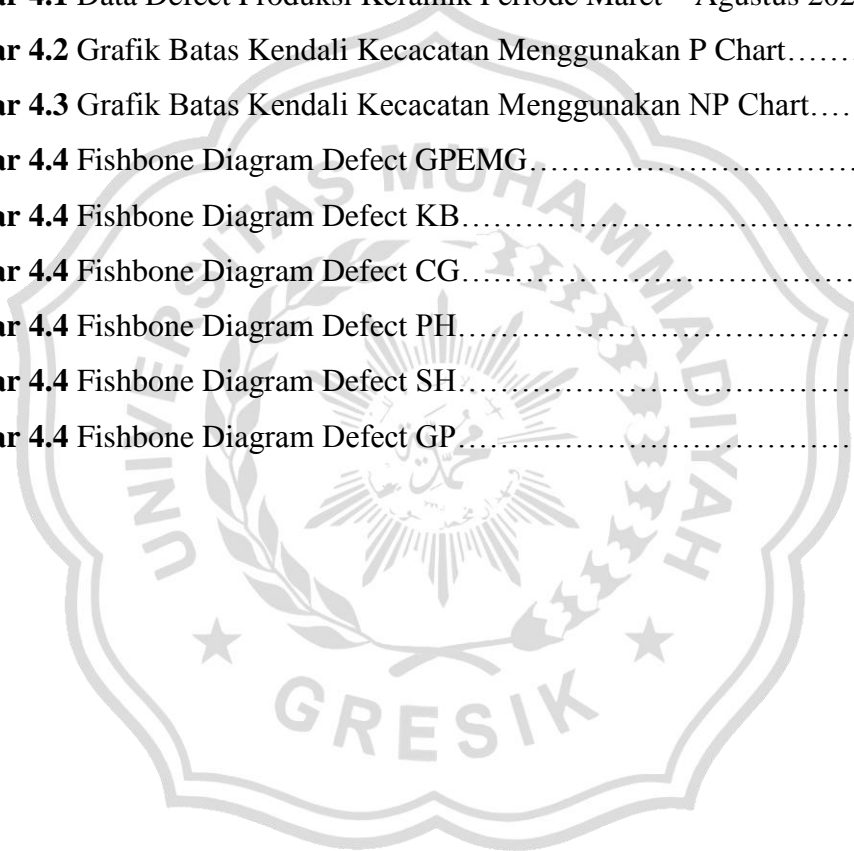 ar 4.1 Data Defect Produksi Keramik Periode Maret – Agustus 202
ar 4.2 Grafik Batas Kendali Kecacatan Menggunakan P Chart.......
ar 4.3 Grafik Batas Kendali Kecacatan Menggunakan NP Chart....
ar 4.4 Fishbone Diagram Defect GPEMG..............................
ar 4.4 Fishbone Diagram Defect KB....................................
ar 4.4 Fishbone Diagram Defect CG....................................
ar 4.4 Fishbone Diagram Defect PH....................................
ar 4.4 Fishbone Diagram Defect SH....................................
ar 4.4 Fishbone Diagram Defect GP....................................
UNIVERSITAS MUHAMMADIYAH
GRESIK